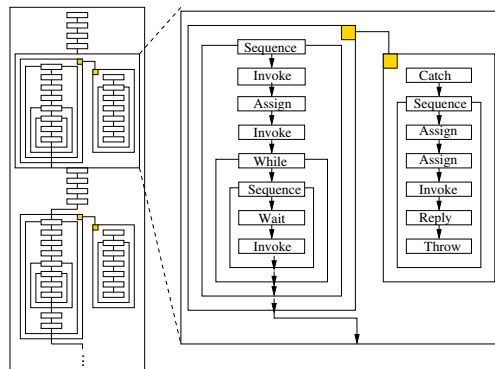 Sequence
Invoke
Assign
Invoke
While
Sequence
Wait
Invoke
Catch
Sequence
Assign
Assign
Invoke
Reply
Throw